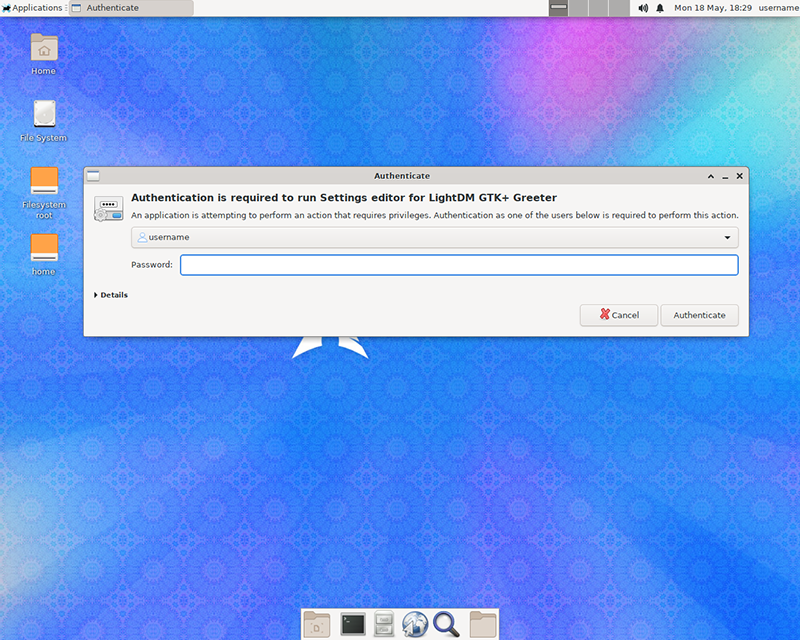 Applications
Authenticate
Mon 18 May, 18:29
username
Home
File System
Filesystem
root
home
Authenticate
Authentication is required to run Settings editor for LightDM GTK+ Greeter
An application is attempting to perform an action that requires privileges. Authentication as one of the users below is required to perform this action.
username
Password:
Details
Cancel
Authenticate